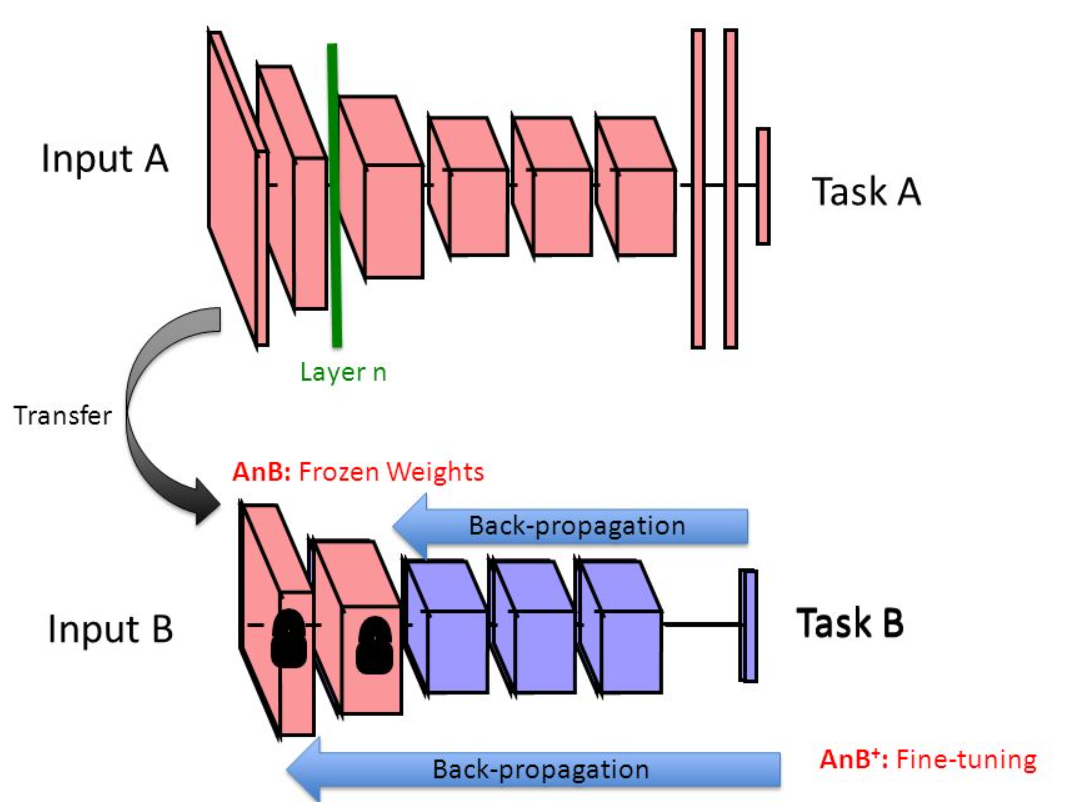 Input A
Task A
Layer n
Transfer
AnB: Frozen Weights
Back-propagation
Input B
Task B
Back-propagation
AnB⁺: Fine-tuning